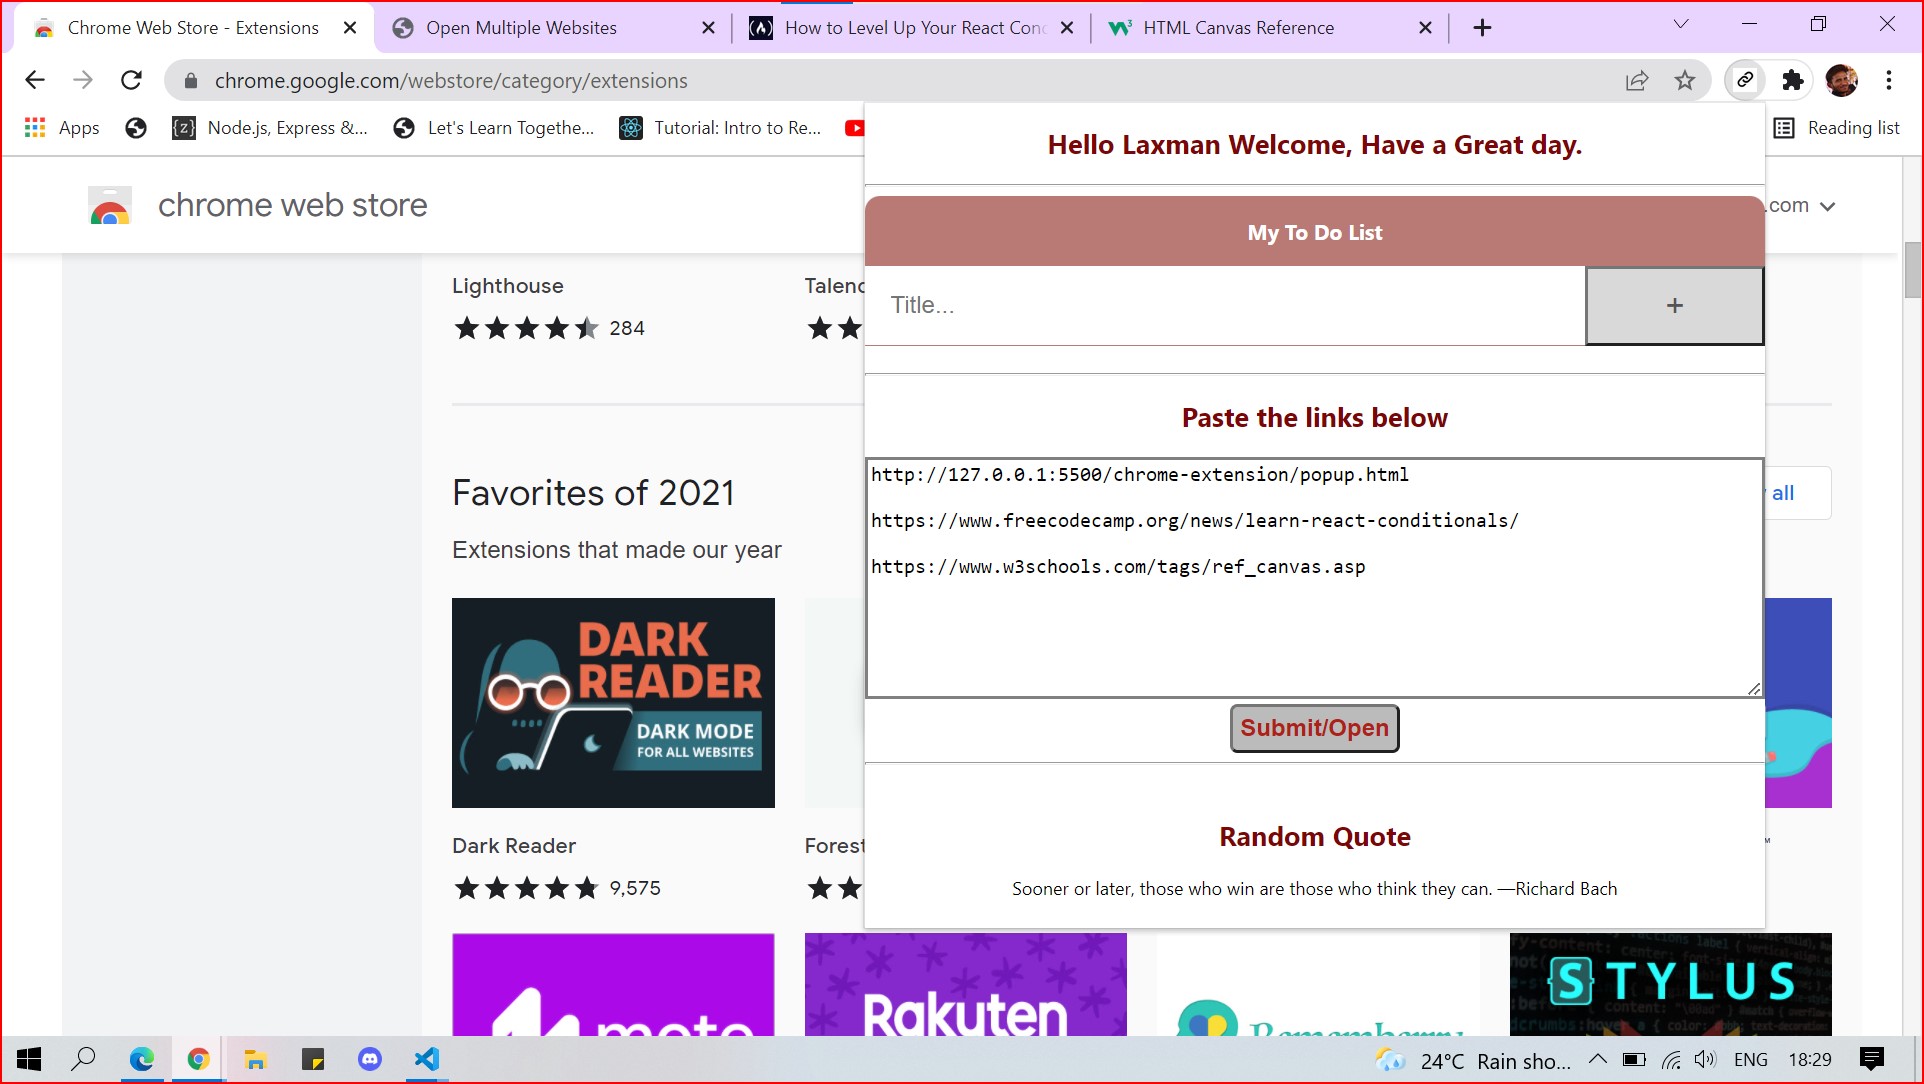 Chrome Web Store - Extensions
Open Multiple Websites
How to Level Up Your React Conc
HTML Canvas Reference
chrome.google.com/webstore/category/extensions
Apps
Node.js, Express &...
Let's Learn Togethe...
Tutorial: Intro to Re...
Reading list
Hello Laxman Welcome, Have a Great day.
chrome web store
.com
My To Do List
Title...
+
Lighthouse
284
Paste the links below
http://127.0.0.1:5500/chrome-extension/popup.html
https://www.freecodecamp.org/news/learn-react-conditionals/
https://www.w3schools.com/tags/ref_canvas.asp
Favorites of 2021
all
Extensions that made our year
DARK
READER
DARK MODE
FOR ALL WEBSITES
Submit/Open
Dark Reader
Forest
9,575
Random Quote
Sooner or later, those who win are those who think they can. —Richard Bach
Rakuten
STYLUS
24°C Rain sho...
ENG
18:29